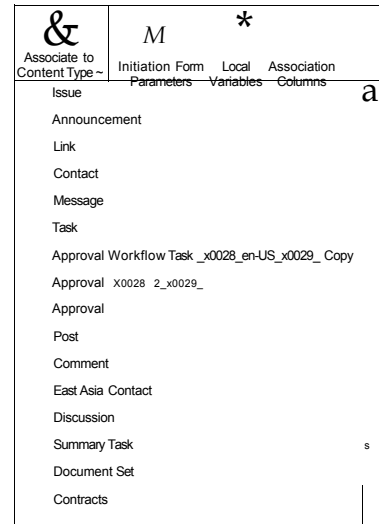 & M *
Associate to
Content Type ~
Initiation Form Local Association
Parameters Variables Columns
a
Issue
Announcement
Link
Contact
Message
Task
Approval Workflow Task _x0028_en-US_x0029_ Copy
Approval X0028 2_x0029_
Approval
Post
Comment
East Asia Contact
Discussion
Summary Task
s
Document Set
Contracts